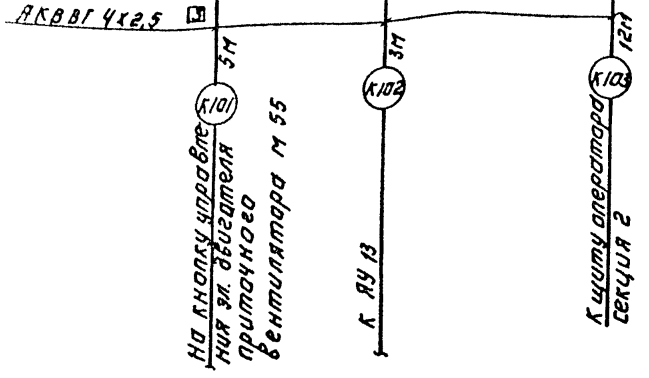 АКВВГ 4х2,5
5м
3м
12м
К101
К102
К103
На кнопку управле
ния эл. двигателя
приточного
вентилятора М 55
К ЯУ 13
К щиту оператора
секция 2